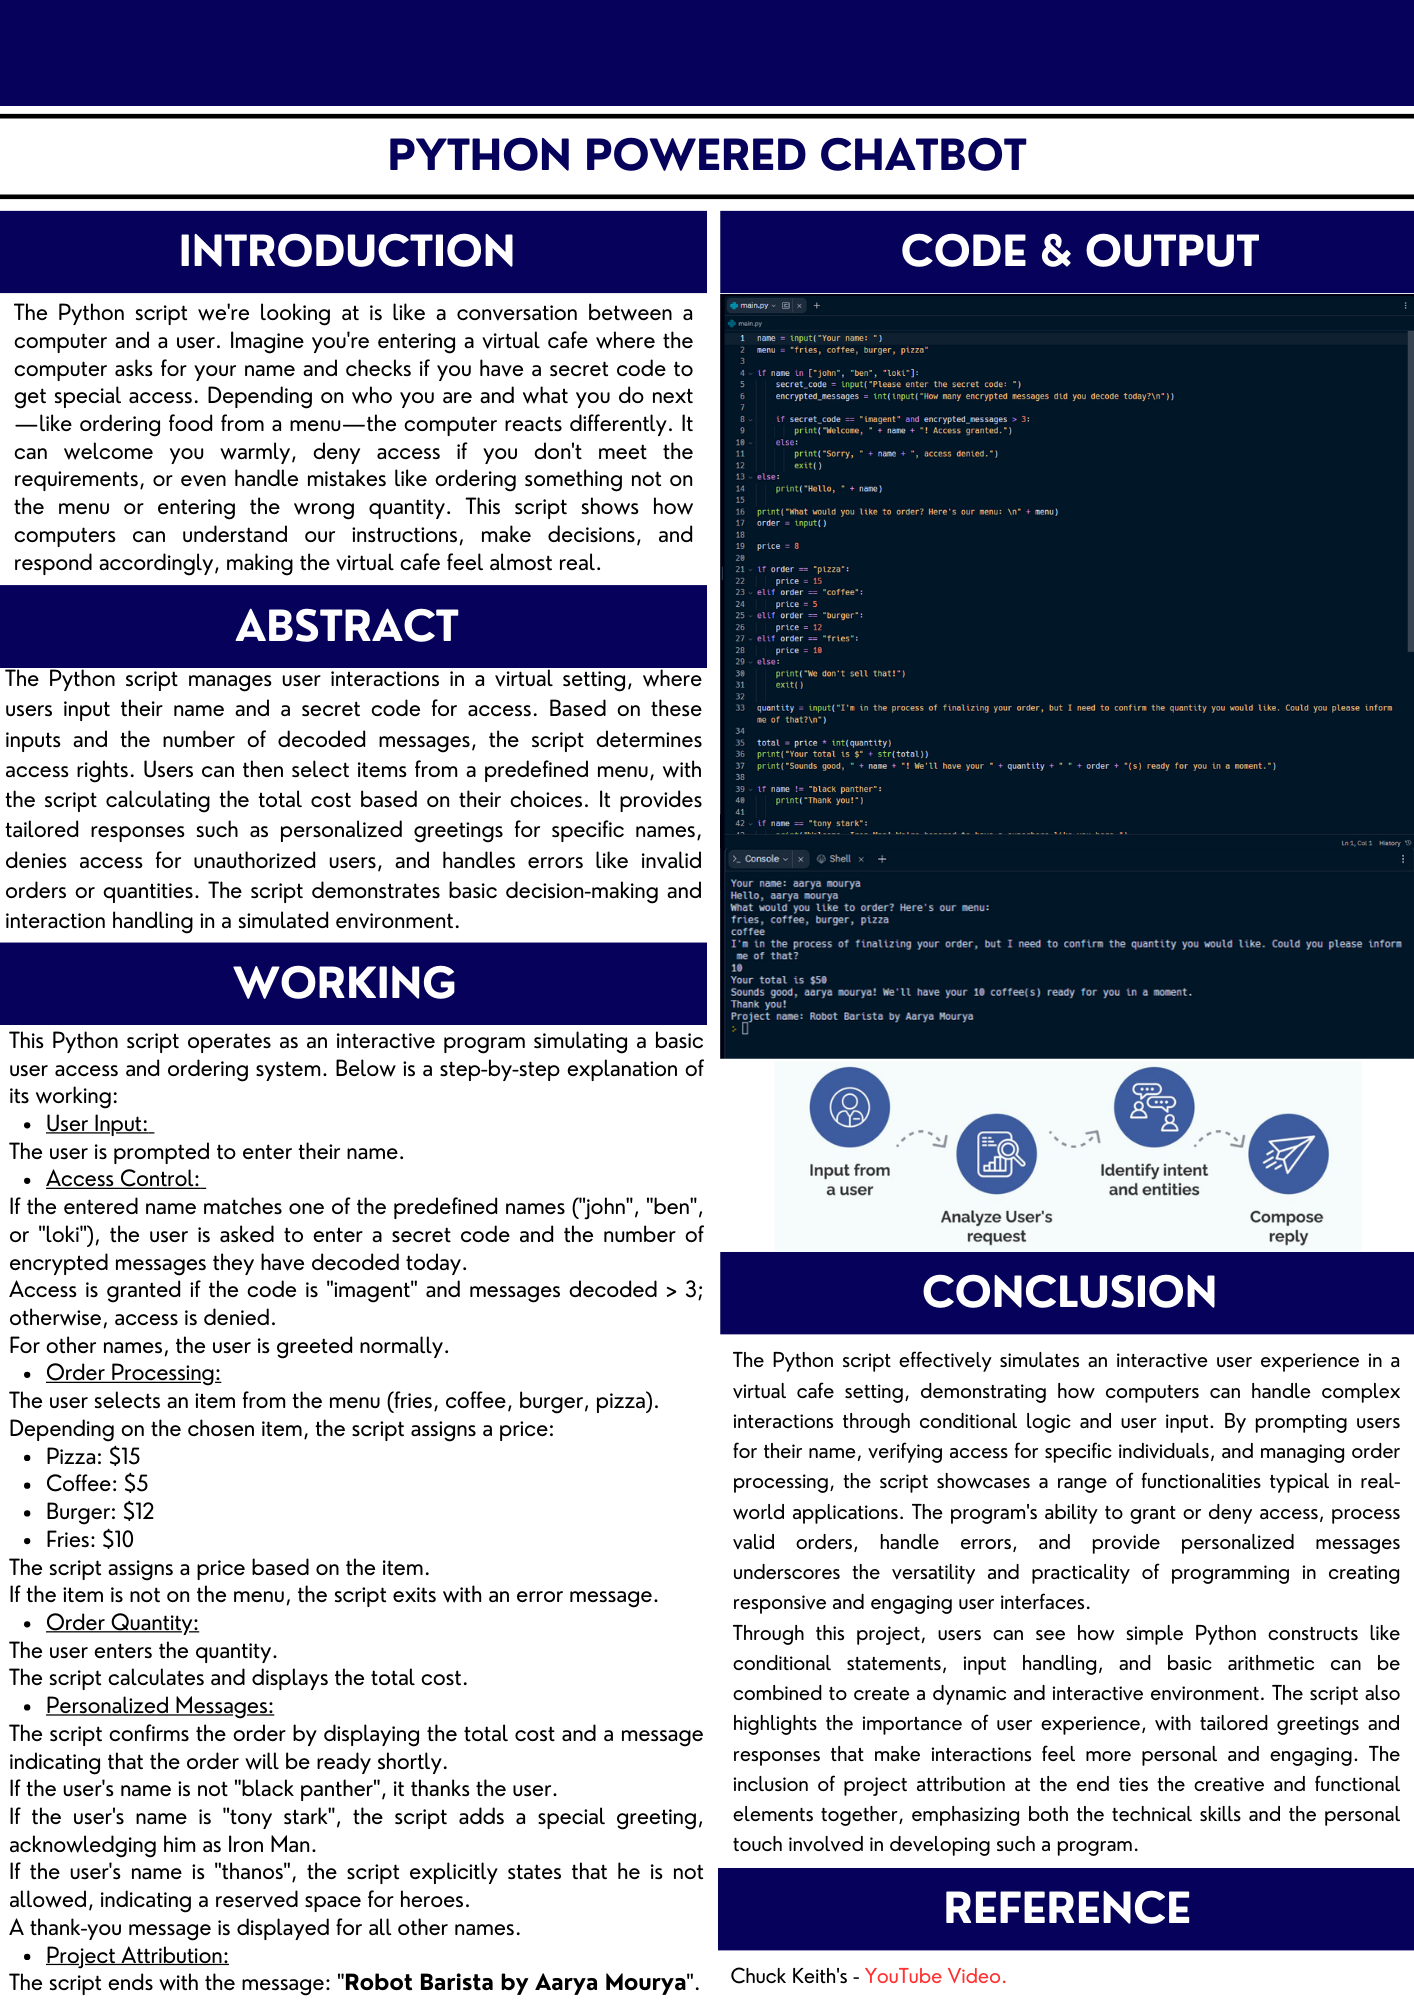 PYTHON POWERED CHATBOT
INTRODUCTION
The Python script we're looking at is like a conversation between a
computer and a user. Imagine you're entering a virtual cafe where the
computer asks for your name and checks if you have a secret code to
get special access. Depending on who you are and what you do next
—like ordering food from a menu—the computer reacts differently. It
can welcome you warmly, deny access if you don't meet the
requirements, or even handle mistakes like ordering something not on
the menu or entering the wrong quantity. This script shows how
computers can understand our instructions, make decisions, and
respond accordingly, making the virtual cafe feel almost real.
ABSTRACT
The Python script manages user interactions in a virtual setting, where
users input their name and a secret code for access. Based on these
inputs and the number of decoded messages, the script determines
access rights. Users can then select items from a predefined menu, with
the script calculating the total cost based on their choices. It provides
tailored responses such as personalized greetings for specific names,
denies access for unauthorized users, and handles errors like invalid
orders or quantities. The script demonstrates basic decision-making and
interaction handling in a simulated environment.
WORKING
This Python script operates as an interactive program simulating a basic
user access and ordering system. Below is a step-by-step explanation of
its working:
• User Input:
The user is prompted to enter their name.
• Access Control:
If the entered name matches one of the predefined names ("john", "ben",
or "loki"), the user is asked to enter a secret code and the number of
encrypted messages they have decoded today.
Access is granted if the code is "imagent" and messages decoded > 3;
otherwise, access is denied.
For other names, the user is greeted normally.
• Order Processing:
The user selects an item from the menu (fries, coffee, burger, pizza).
Depending on the chosen item, the script assigns a price:
• Pizza: $15
• Coffee: $5
• Burger: $12
• Fries: $10
The script assigns a price based on the item.
If the item is not on the menu, the script exits with an error message.
• Order Quantity:
The user enters the quantity.
The script calculates and displays the total cost.
• Personalized Messages:
The script confirms the order by displaying the total cost and a message
indicating that the order will be ready shortly.
If the user's name is not "black panther", it thanks the user.
If the user's name is "tony stark", the script adds a special greeting,
acknowledging him as Iron Man.
If the user's name is "thanos", the script explicitly states that he is not
allowed, indicating a reserved space for heroes.
A thank-you message is displayed for all other names.
• Project Attribution:
The script ends with the message: "Robot Barista by Aarya Mourya".
CODE & OUTPUT
main.py
main.py
1 name = input("Your name: ")
2 menu = "fries, coffee, burger, pizza"
3
4 if name in ["john", "ben", "loki"]:
5 secret_code = input("Please enter the secret code: ")
6 encrypted_messages = int(input("How many encrypted messages did you decode today?\n"))
7
8 if secret_code == "imagent" and encrypted_messages > 3:
9 print("Welcome, " + name + "! Access granted.")
10 else:
11 print("Sorry, " + name + ", access denied.")
12 exit()
13 else:
14 print("Hello, " + name)
15
16 print("What would you like to order? Here's our menu: \n" + menu)
17 order = input()
18
19 price = 8
20
21 if order == "pizza":
22 price = 15
23 elif order == "coffee":
24 price = 5
25 elif order == "burger":
26 price = 12
27 elif order == "fries":
28 price = 10
29 else:
30 print("We don't sell that!")
31 exit()
32
33 quantity = input("I'm in the process of finalizing your order, but I need to confirm the quantity you would like. Could you please inform
me of that?\n")
34
35 total = price * int(quantity)
36 print("Your total is $" + str(total))
37 print("Sounds good, " + name + "! We'll have your " + quantity + " " + order + "(s) ready for you in a moment.")
38
39 if name != "black panther":
40 print("Thank you!")
41
42 if name == "tony stark":
Ln 1, Col 1 History
Console Shell
Your name: aarya mourya
Hello, aarya mourya
What would you like to order? Here's our menu:
fries, coffee, burger, pizza
coffee
I'm in the process of finalizing your order, but I need to confirm the quantity you would like. Could you please inform
me of that?
10
Your total is $50
Sounds good, aarya mourya! We'll have your 10 coffee(s) ready for you in a moment.
Thank you!
Project name: Robot Barista by Aarya Mourya
Input from
a user
Analyze User's
request
Identify intent
and entities
Compose
reply
CONCLUSION
The Python script effectively simulates an interactive user experience in a
virtual cafe setting, demonstrating how computers can handle complex
interactions through conditional logic and user input. By prompting users
for their name, verifying access for specific individuals, and managing order
processing, the script showcases a range of functionalities typical in real-
world applications. The program's ability to grant or deny access, process
valid orders, handle errors, and provide personalized messages
underscores the versatility and practicality of programming in creating
responsive and engaging user interfaces.
Through this project, users can see how simple Python constructs like
conditional statements, input handling, and basic arithmetic can be
combined to create a dynamic and interactive environment. The script also
highlights the importance of user experience, with tailored greetings and
responses that make interactions feel more personal and engaging. The
inclusion of project attribution at the end ties the creative and functional
elements together, emphasizing both the technical skills and the personal
touch involved in developing such a program.
REFERENCE
Chuck Keith's - YouTube Video.